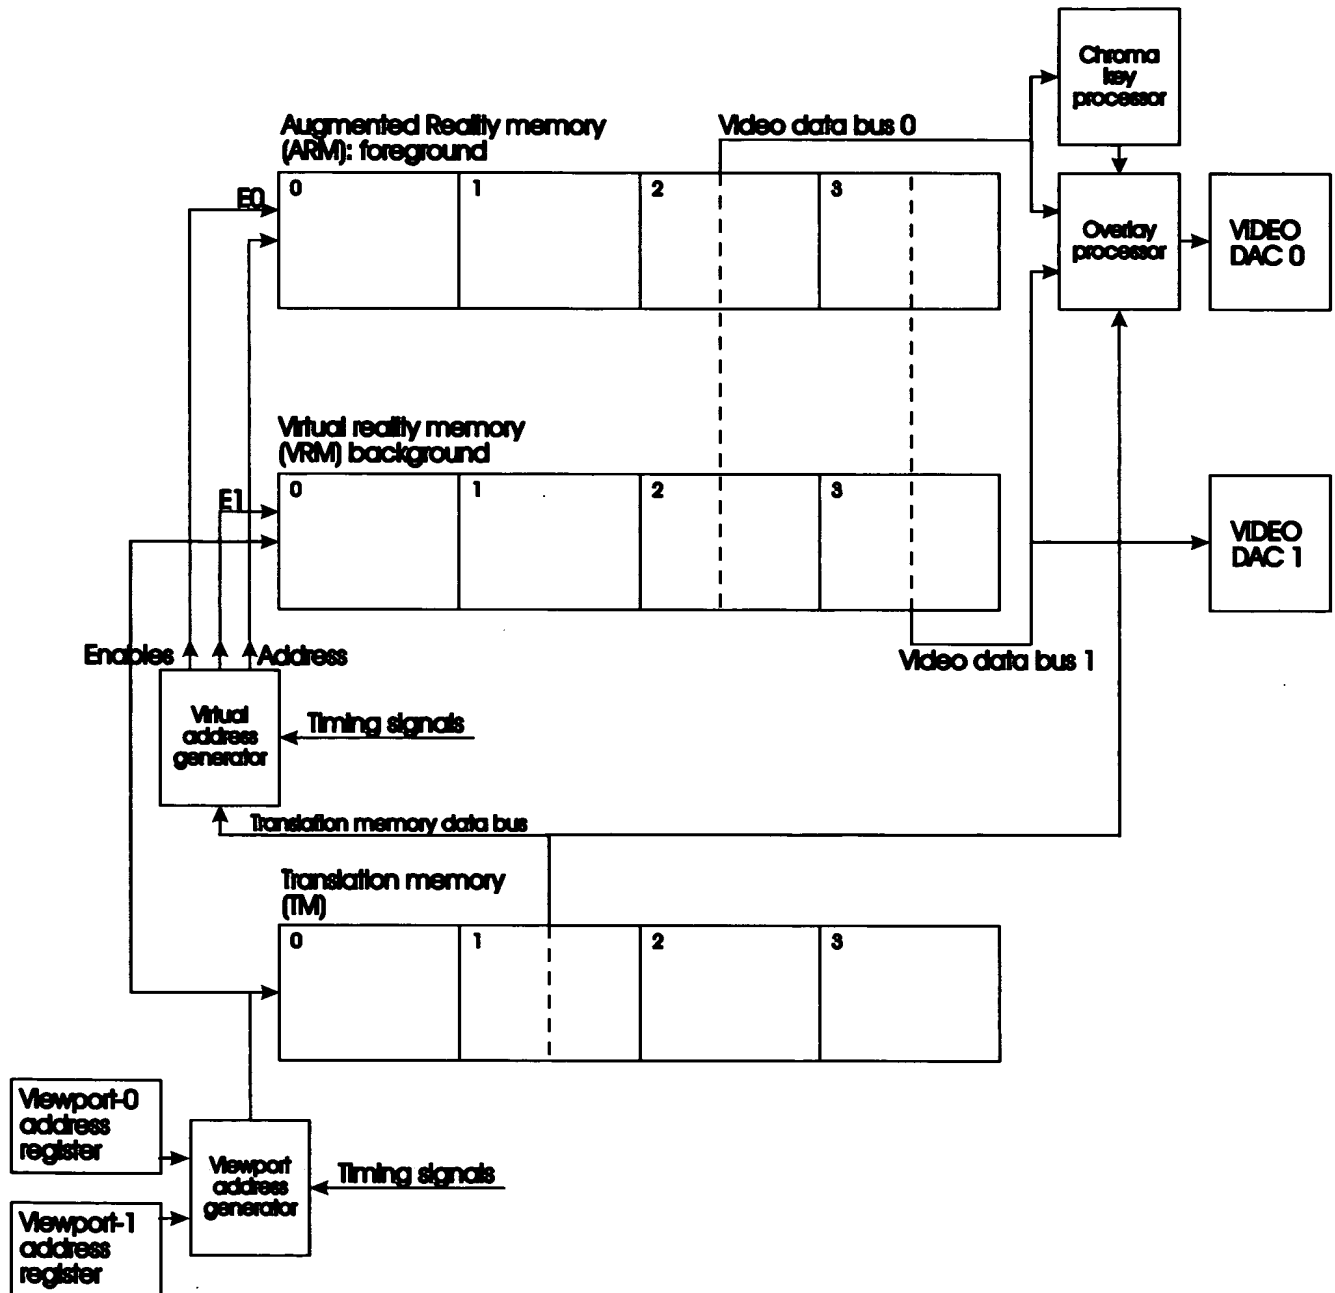 Chroma
key
processor
Augmented Reality memory
(ARM): foreground
Video data bus 0
E0
0
1
2
3
Overlay
processor
VIDEO
DAC 0
Virtual reality memory
(VRM) background
E1
0
1
2
3
VIDEO
DAC 1
Enables
Address
Video data bus 1
Virtual
address
generator
Timing signals
Translation memory data bus
Translation memory
(TM)
0
1
2
3
Viewport-0
address
register
Viewport
address
generator
Timing signals
Viewport-1
address
register